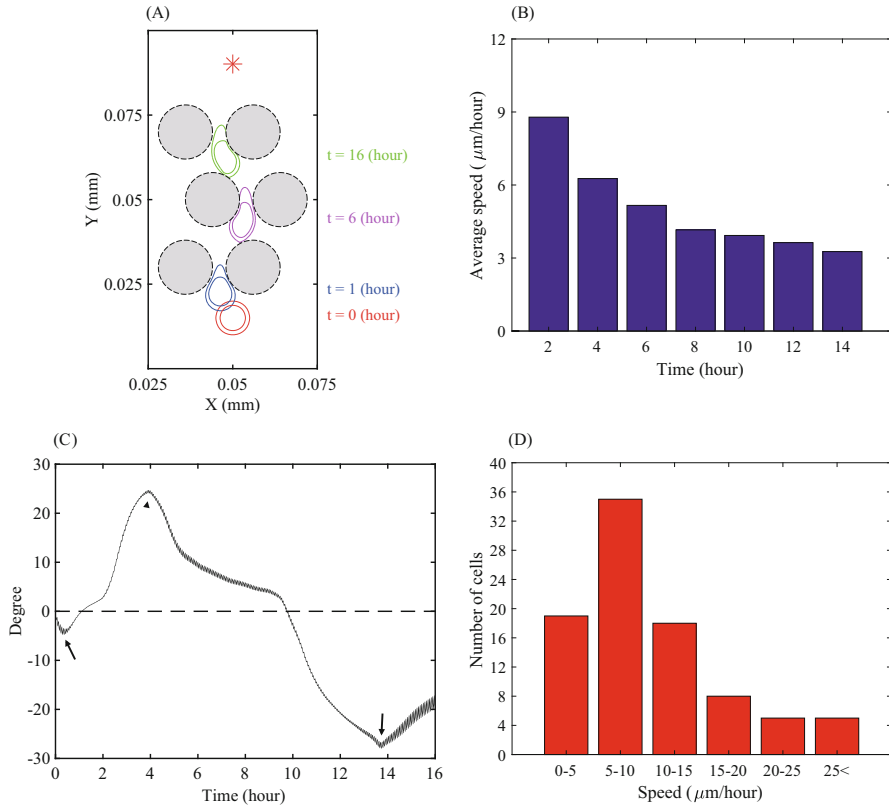 (A)
0.075
0.05
0.025
Y (mm)
t = 16 (hour)
t = 6 (hour)
t = 1 (hour)
t = 0 (hour)
0.025 0.05 0.075
X (mm)
(B)
12
9
6
3
0
Average speed ( μm/hour)
2 4 6 8 10 12 14
Time (hour)
(C)
30
20
10
0
-10
-20
-30
Degree
0 2 4 6 8 10 12 14 16
Time (hour)
(D)
40
36
32
28
24
20
16
12
8
4
0
Number of cells
0-5 5-10 10-15 15-20 20-25 25<
Speed ( μm/hour)